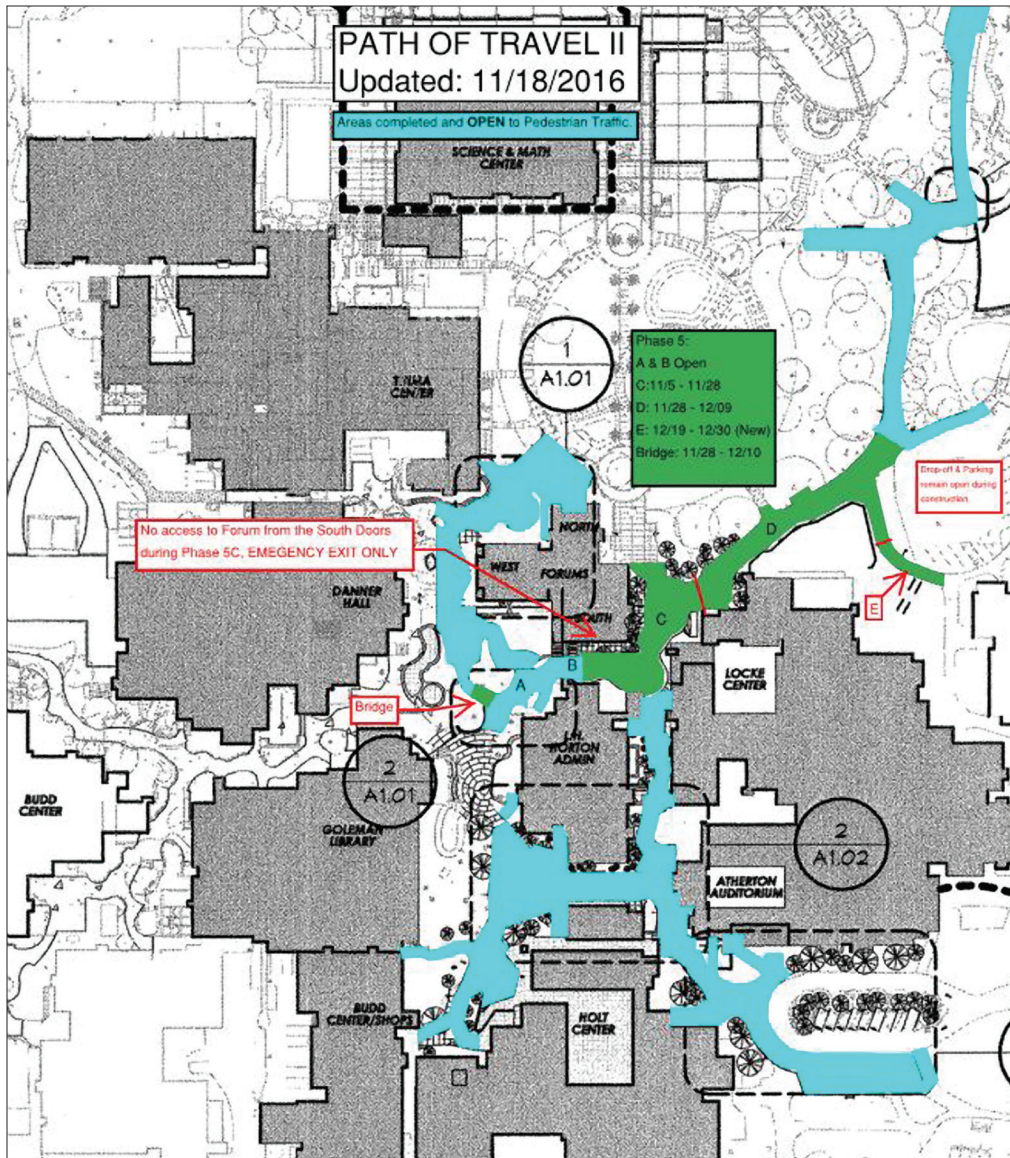 PATH OF TRAVEL II
Updated: 11/18/2016
Areas completed and OPEN to Pedestrian Traffic.
SCIENCE & MATH
CENTER
1
A1.01
Phase 5:
A & B Open
C:11/5 - 11/28
D: 11/28 - 12/09
E: 12/19 - 12/30 (New)
Bridge: 11/28 - 12/10
CENTER
Drop-off & Parking
remain open during
construction.
No access to Forum from the South Doors
during Phase 5C, EMEGENCY EXIT ONLY
NORTH
D
WEST
FORUMS
DANNER
HALL
E
C
SOUTH
B
A
LOCKE
CENTER
Bridge
HORTON
ADMIN
2
A1.01
BUDD
CENTER
GOLEMAN
LIBRARY
2
A1.02
ATHERTON
AUDITORIUM
BUDD
CENTER/SHOPS
HOLT
CENTER